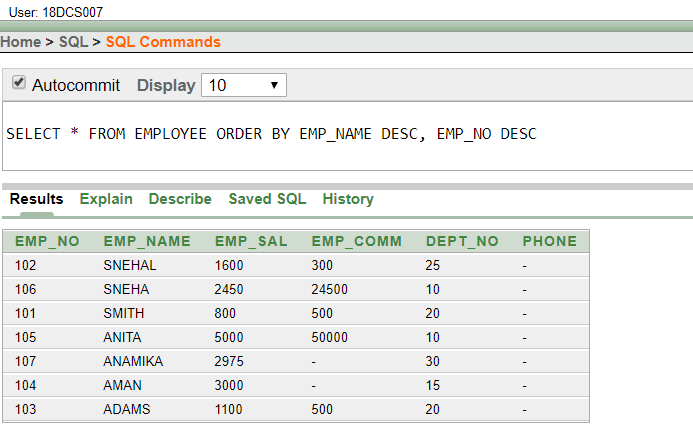 User: 18DCS007
Home > SQL > SQL Commands
Autocommit Display 10
SELECT * FROM EMPLOYEE ORDER BY EMP_NAME DESC, EMP_NO DESC
Results Explain Describe Saved SQL History
EMP_NO EMP_NAME EMP_SAL EMP_COMM DEPT_NO PHONE
102 SNEHAL 1600 300 25 -
106 SNEHA 2450 24500 10 -
101 SMITH 800 500 20 -
105 ANITA 5000 50000 10 -
107 ANAMIKA 2975 - 30 -
104 AMAN 3000 - 15 -
103 ADAMS 1100 500 20 -